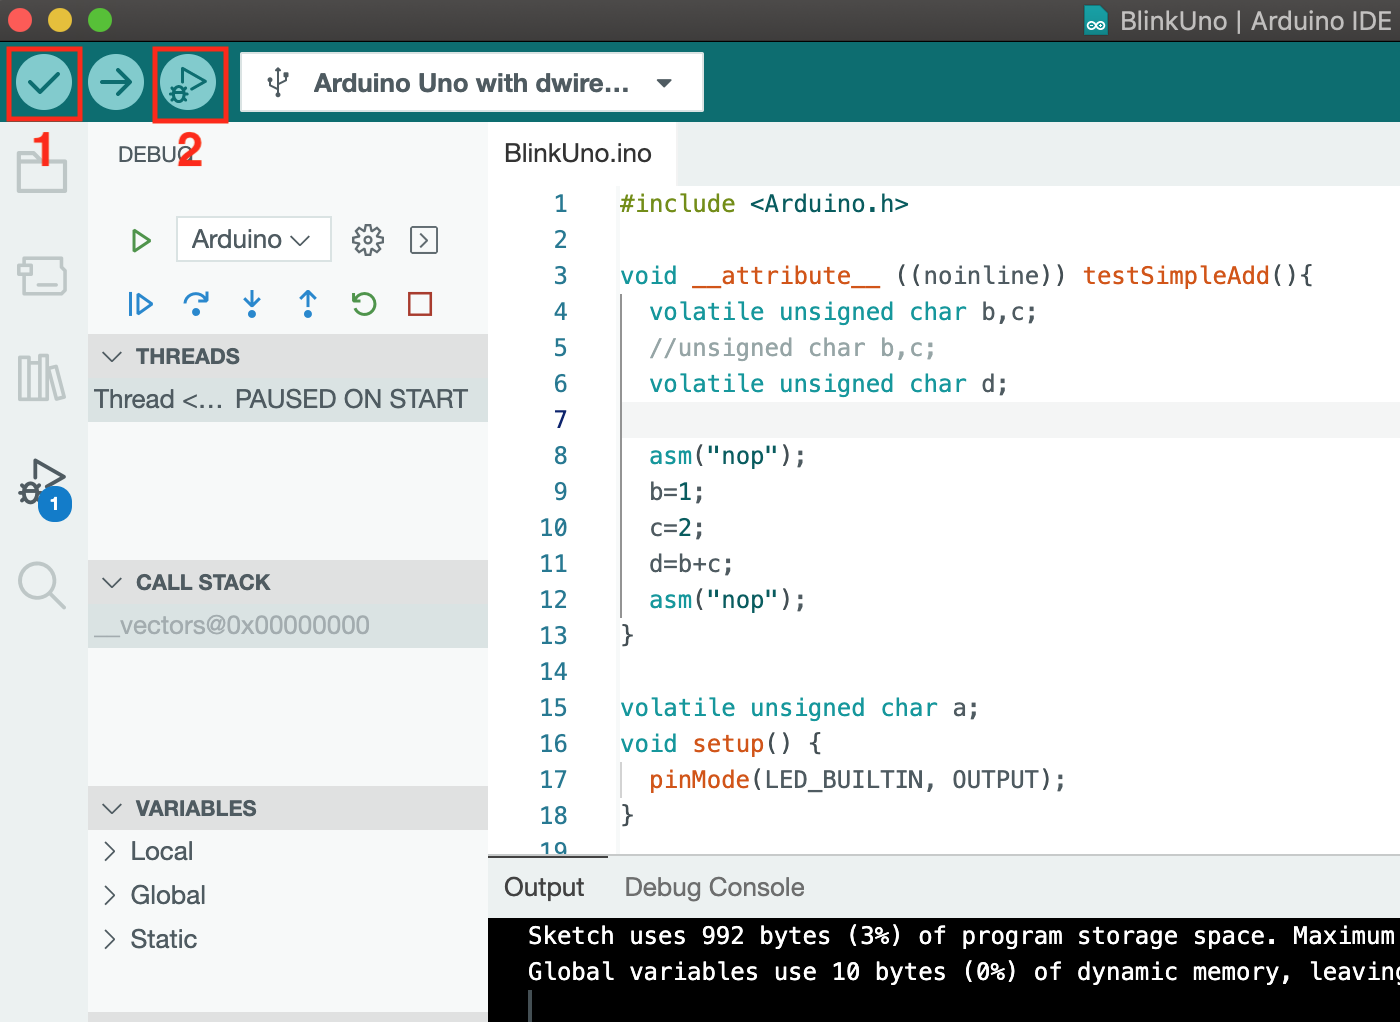 BlinkUno | Arduino IDE
Arduino Uno with dwire...
1
2
DEBUG
Arduino
THREADS
Thread <... PAUSED ON START
1
CALL STACK
__vectors@0x00000000
VARIABLES
Local
Global
Static
BlinkUno.ino
1 #include <Arduino.h>
2
3 void __attribute__ ((noinline)) testSimpleAdd(){
4 volatile unsigned char b,c;
5 //unsigned char b,c;
6 volatile unsigned char d;
7
8 asm("nop");
9 b=1;
10 c=2;
11 d=b+c;
12 asm("nop");
13 }
14
15 volatile unsigned char a;
16 void setup() {
17 pinMode(LED_BUILTIN, OUTPUT);
18 }
19
Output Debug Console
Sketch uses 992 bytes (3%) of program storage space. Maximum
Global variables use 10 bytes (0%) of dynamic memory, leaving